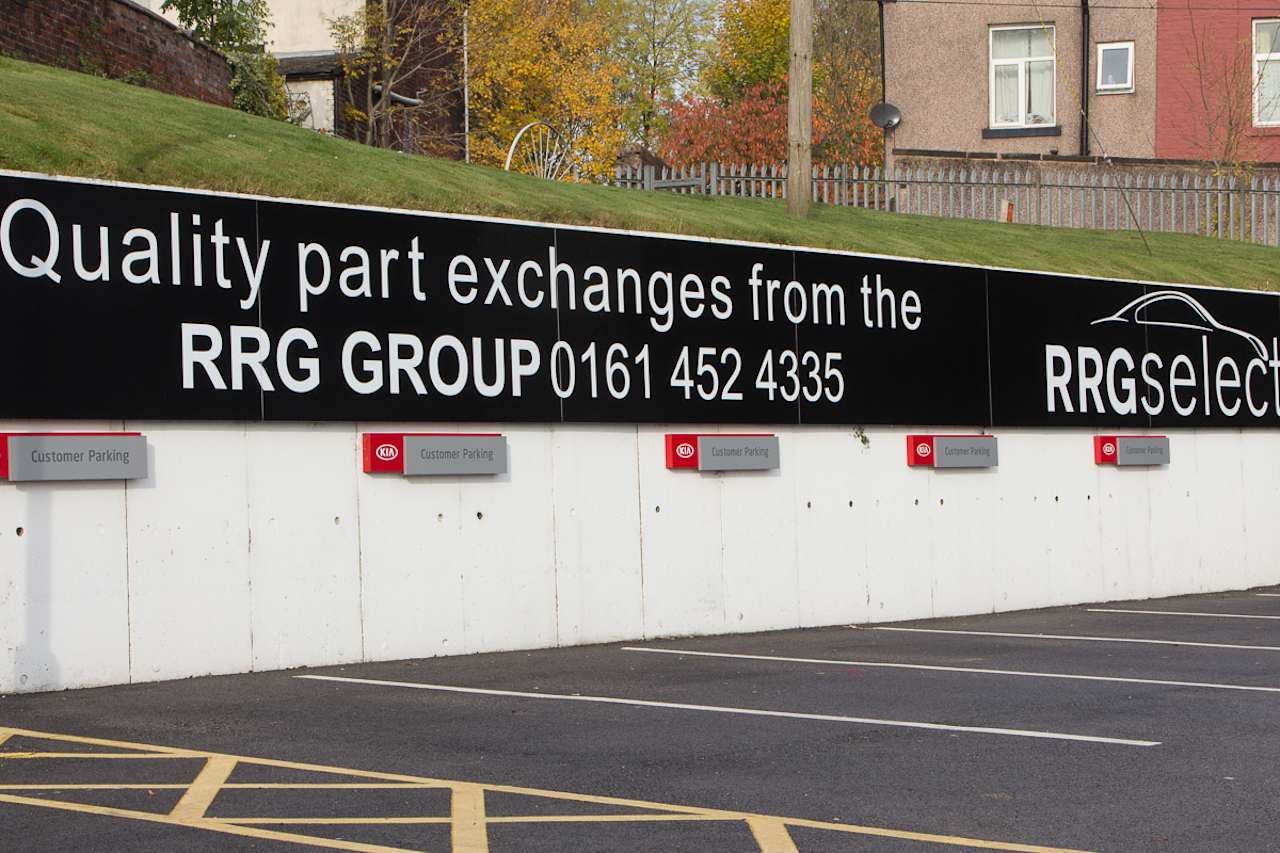 Quality part exchanges from the
RRG GROUP 0161 452 4335
RRGselect
Customer Parking
KIA Customer Parking
KIA Customer Parking
KIA Customer Parking
KIA Customer Parking